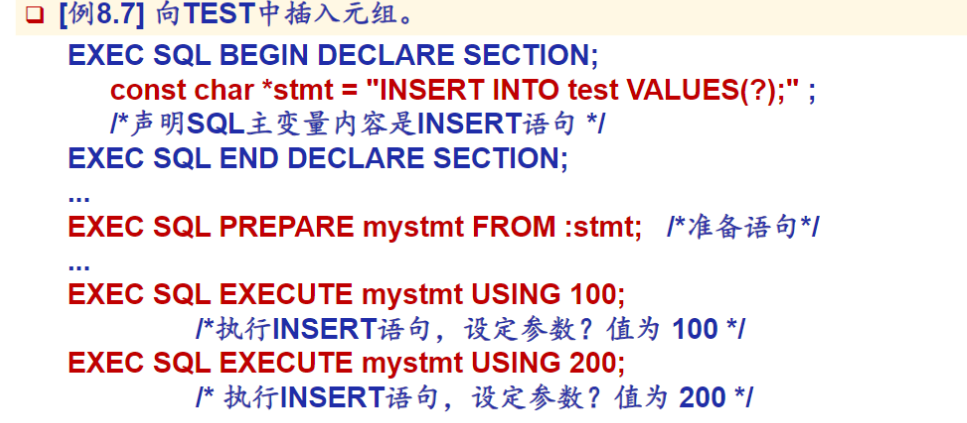 [例8.7] 向TEST中插入元组。
EXEC SQL BEGIN DECLARE SECTION;
const char *stmt = "INSERT INTO test VALUES(?);" ;
/*声明SQL主变量内容是INSERT语句 */
EXEC SQL END DECLARE SECTION;
...
EXEC SQL PREPARE mystmt FROM :stmt; /*准备语句*/
...
EXEC SQL EXECUTE mystmt USING 100;
/*执行INSERT语句，设定参数？值为 100 */
EXEC SQL EXECUTE mystmt USING 200;
/* 执行INSERT语句，设定参数？值为 200 */